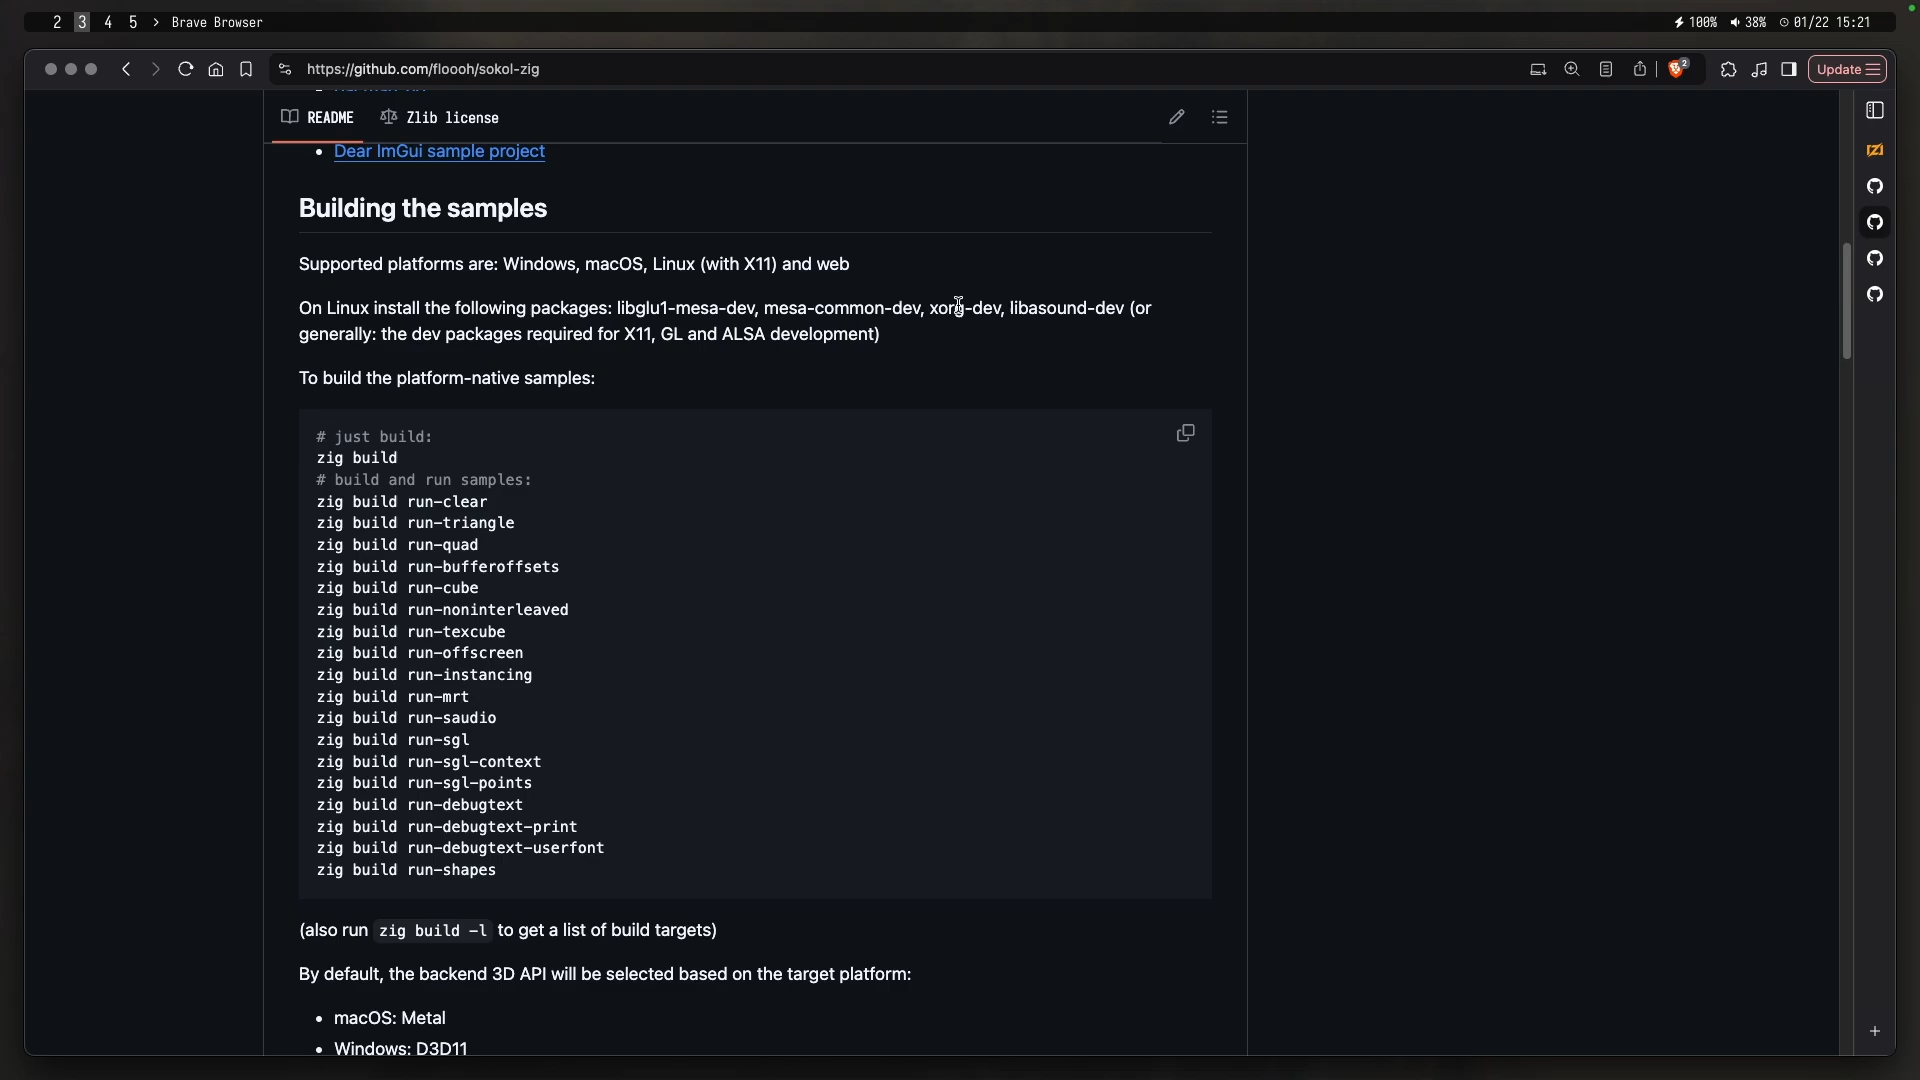 2 3 4 5 > Brave Browser
100% 38% 01/22 15:21
https://github.com/floooh/sokol-zig
2
Update
README Zlib license
Dear ImGui sample project
Building the samples
Supported platforms are: Windows, macOS, Linux (with X11) and web
On Linux install the following packages: libglu1-mesa-dev, mesa-common-dev, xorg-dev, libasound-dev (or
generally: the dev packages required for X11, GL and ALSA development)
To build the platform-native samples:
# just build:
zig build
# build and run samples:
zig build run-clear
zig build run-triangle
zig build run-quad
zig build run-bufferoffsets
zig build run-cube
zig build run-noninterleaved
zig build run-texcube
zig build run-offscreen
zig build run-instancing
zig build run-mrt
zig build run-saudio
zig build run-sgl
zig build run-sgl-context
zig build run-sgl-points
zig build run-debugtext
zig build run-debugtext-print
zig build run-debugtext-userfont
zig build run-shapes
(also run zig build -l to get a list of build targets)
By default, the backend 3D API will be selected based on the target platform:
• macOS: Metal
• Windows: D3D11